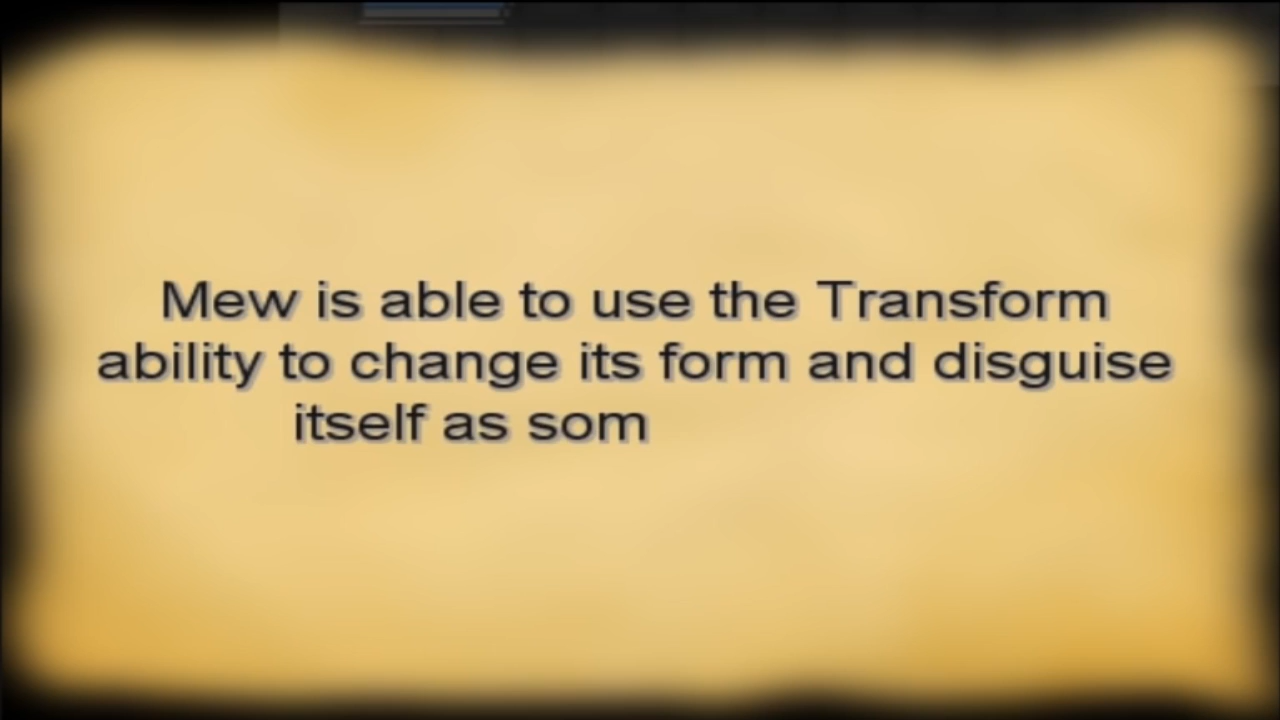 Mew is able to use the Transform
ability to change its form and disguise
itself as som